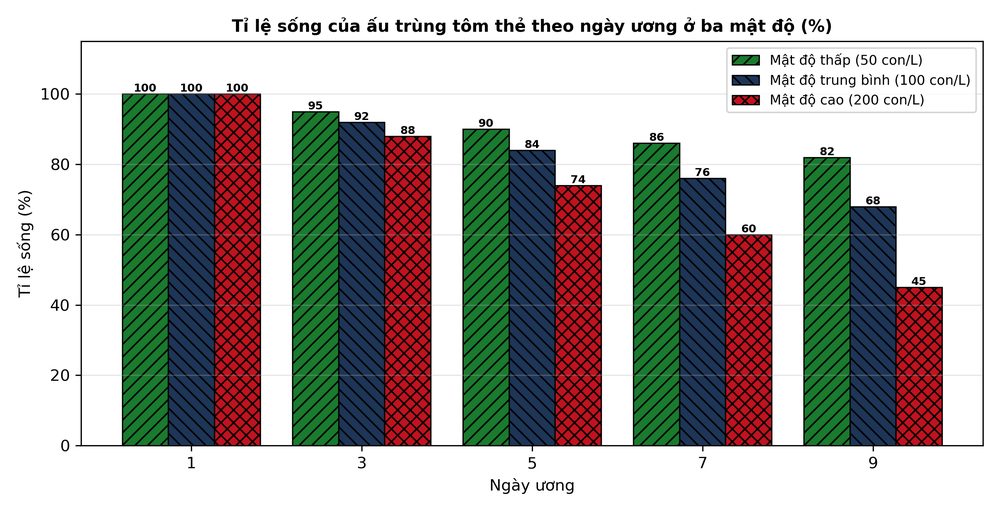 Tỉ lệ sống của ấu trùng tôm thẻ theo ngày ương ở ba mật độ (%)
Mật độ thấp (50 con/L)
Mật độ trung bình (100 con/L)
Mật độ cao (200 con/L)
Tỉ lệ sống (%)
100
80
60
40
20
0
100 100 100
95 92 88
90 84 74
86 76 60
82 68 45
1 3 5 7 9
Ngày ương